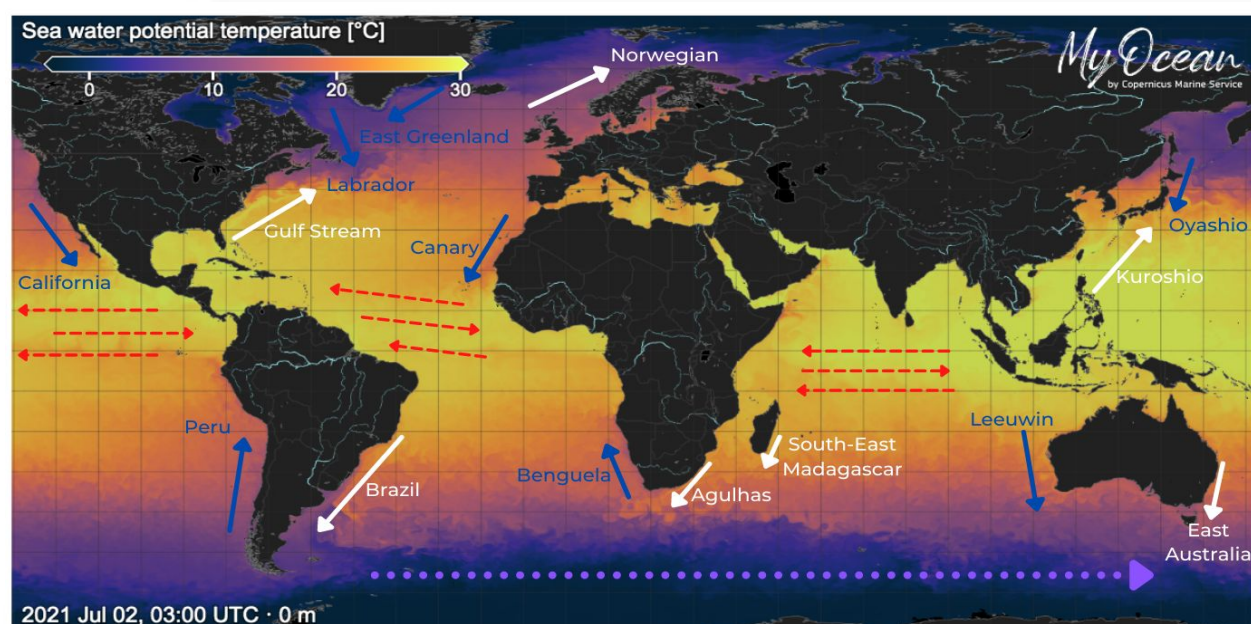 Sea water potential temperature [°C]
0 10 20 30
My Ocean
by Copernicus Marine Service
Norwegian
East Greenland
Labrador
Gulf Stream
Canary
California
Oyashio
Kuroshio
Peru
Brazil
Benguela
Agulhas
South-East
Madagascar
Leeuwin
East
Australia
2021 Jul 02, 03:00 UTC · 0 m